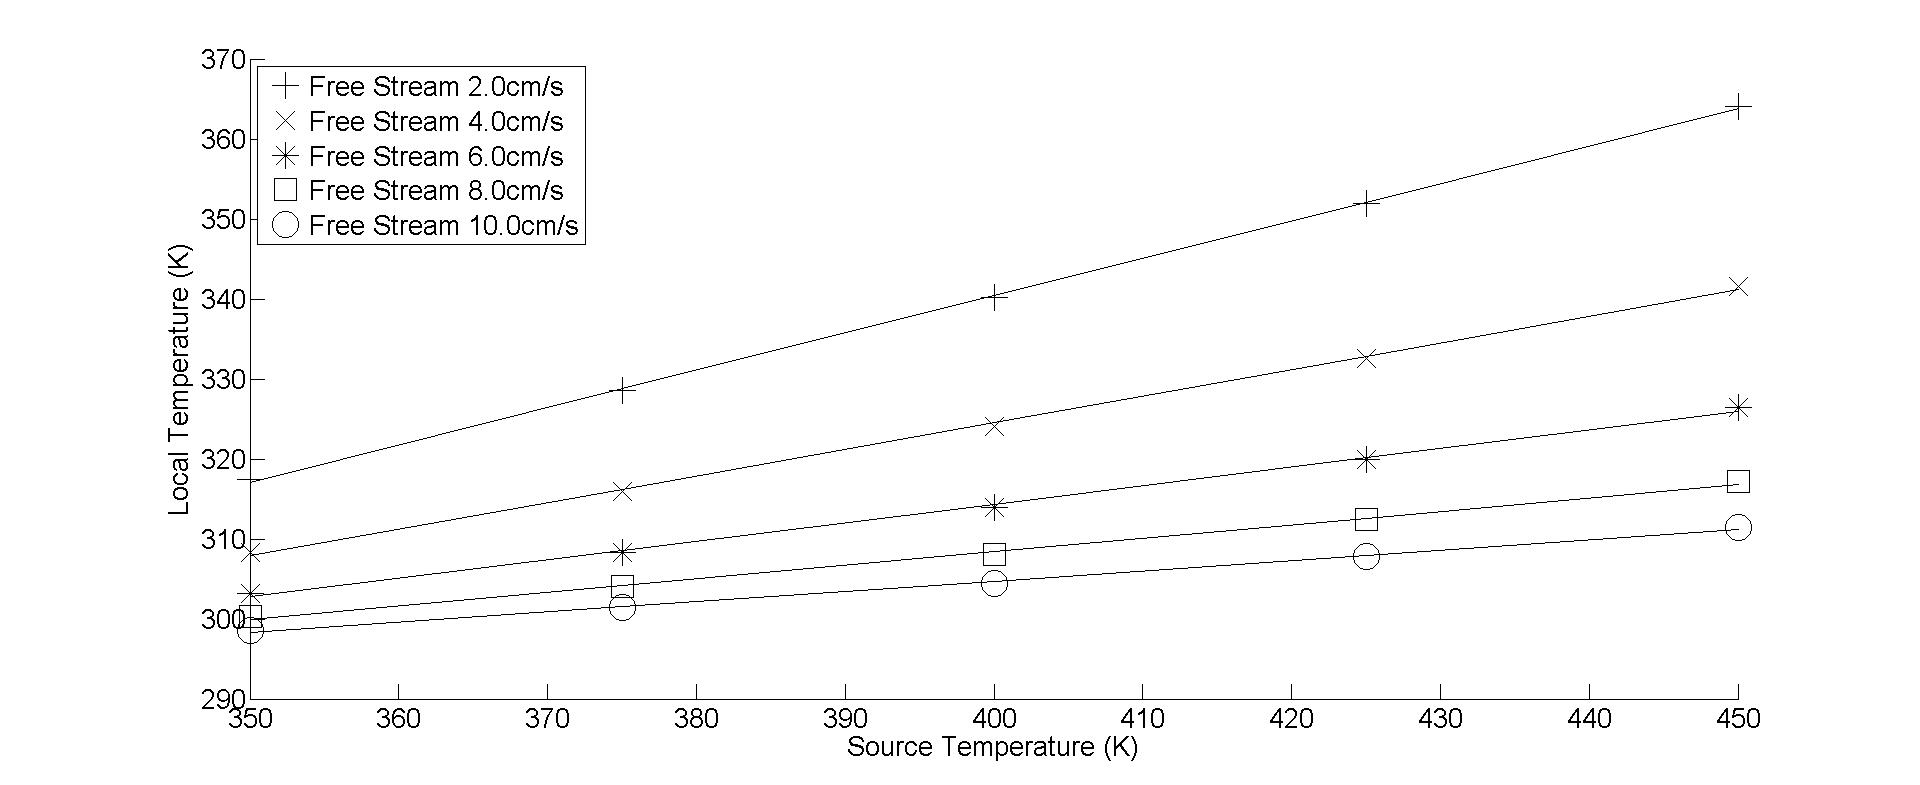 370
360
350
340
330
320
310
300
290
Local Temperature (K)
Free Stream 2.0cm/s
Free Stream 4.0cm/s
Free Stream 6.0cm/s
Free Stream 8.0cm/s
Free Stream 10.0cm/s
350 360 370 380 390 400 410 420 430 440 450
Source Temperature (K)